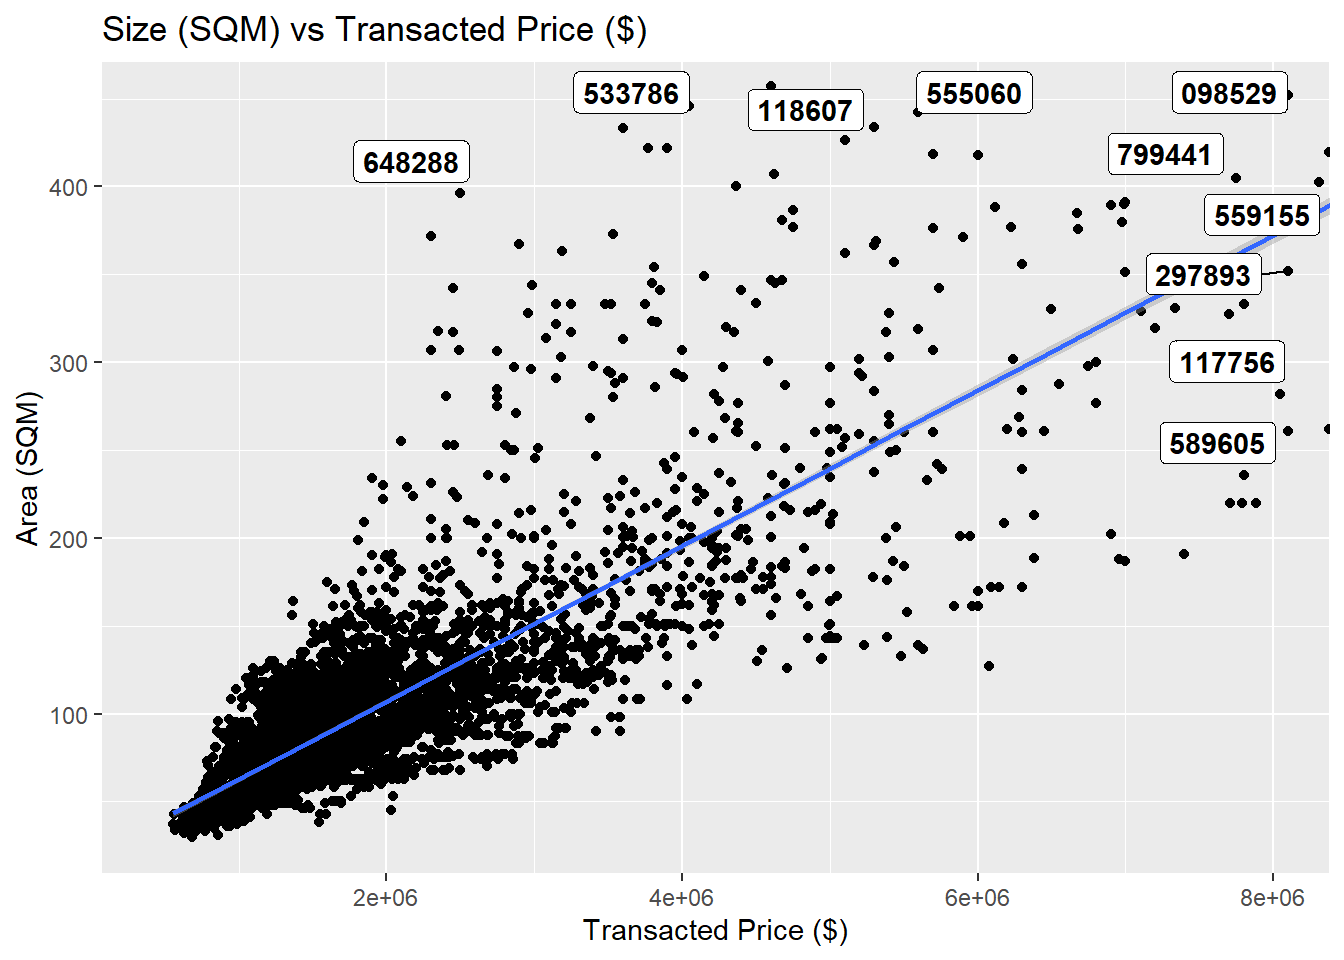 Size (SQM) vs Transacted Price ($)
533786
118607
555060
098529
648288
799441
559155
297893
117756
589605
400
300
200
100
Area (SQM)
2e+06
4e+06
6e+06
8e+06
Transacted Price ($)